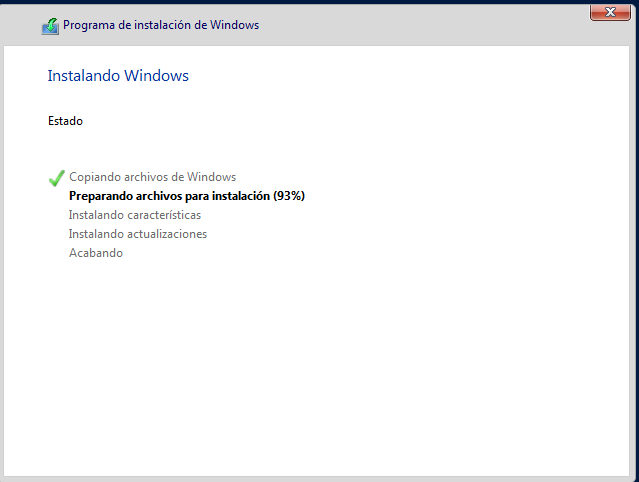 Programa de instalación de Windows
Instalando Windows
Estado
Copiando archivos de Windows
Preparando archivos para instalación (93%)
Instalando características
Instalando actualizaciones
Acabando